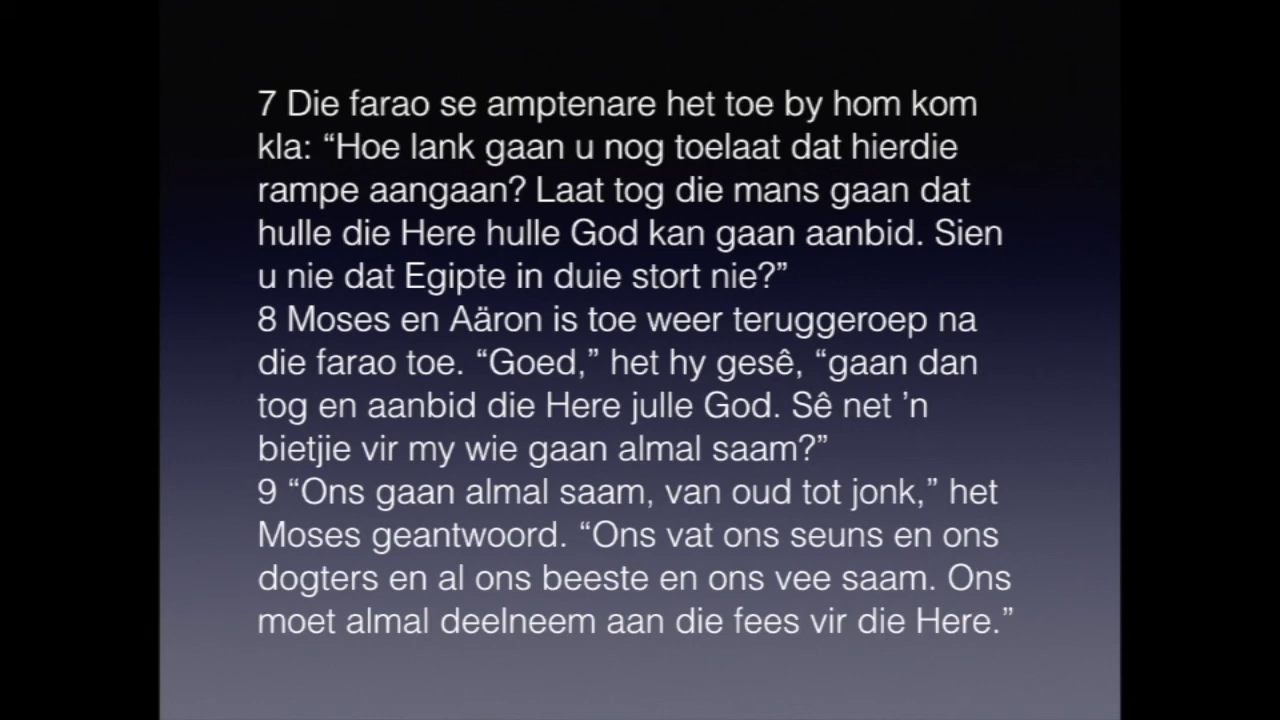 7 Die farao se amptenare het toe by hom kom
kla: “Hoe lank gaan u nog toelaat dat hierdie
rampe aangaan? Laat tog die mans gaan dat
hulle die Here hulle God kan gaan aanbid. Sien
u nie dat Egipte in duie stort nie?”
8 Moses en Aäron is toe weer teruggeroep na
die farao toe. “Goed,” het hy gesê, “gaan dan
tog en aanbid die Here julle God. Sê net ’n
bietjie vir my wie gaan almal saam?”
9 “Ons gaan almal saam, van oud tot jonk,” het
Moses geantwoord. “Ons vat ons seuns en ons
dogters en al ons beeste en ons vee saam. Ons
moet almal deelneem aan die fees vir die Here.”